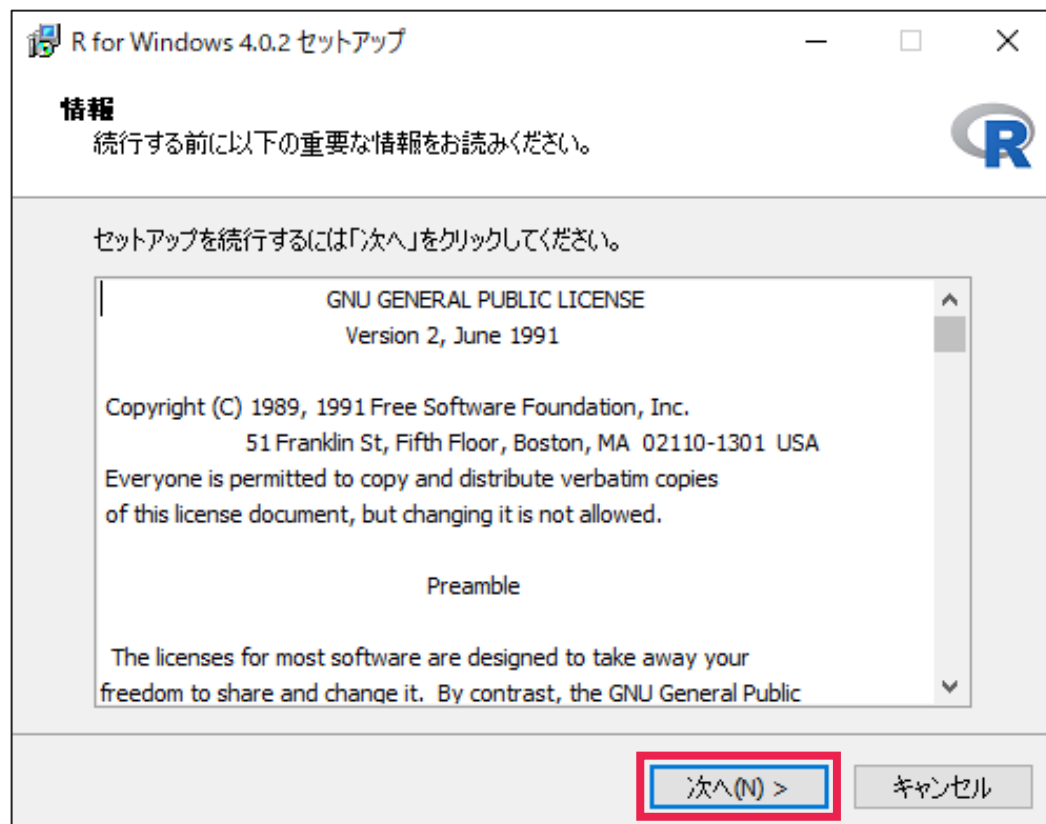 R for Windows 4.0.2 セットアップ
情報
続行する前に以下の重要な情報をお読みください。
R
セットアップを続行するには「次へ」をクリックしてください。
GNU GENERAL PUBLIC LICENSE
Version 2, June 1991
Copyright (C) 1989, 1991 Free Software Foundation, Inc.
51 Franklin St, Fifth Floor, Boston, MA 02110-1301 USA
Everyone is permitted to copy and distribute verbatim copies
of this license document, but changing it is not allowed.
Preamble
The licenses for most software are designed to take away your
freedom to share and change it. By contrast, the GNU General Public
次へ(N) >
キャンセル